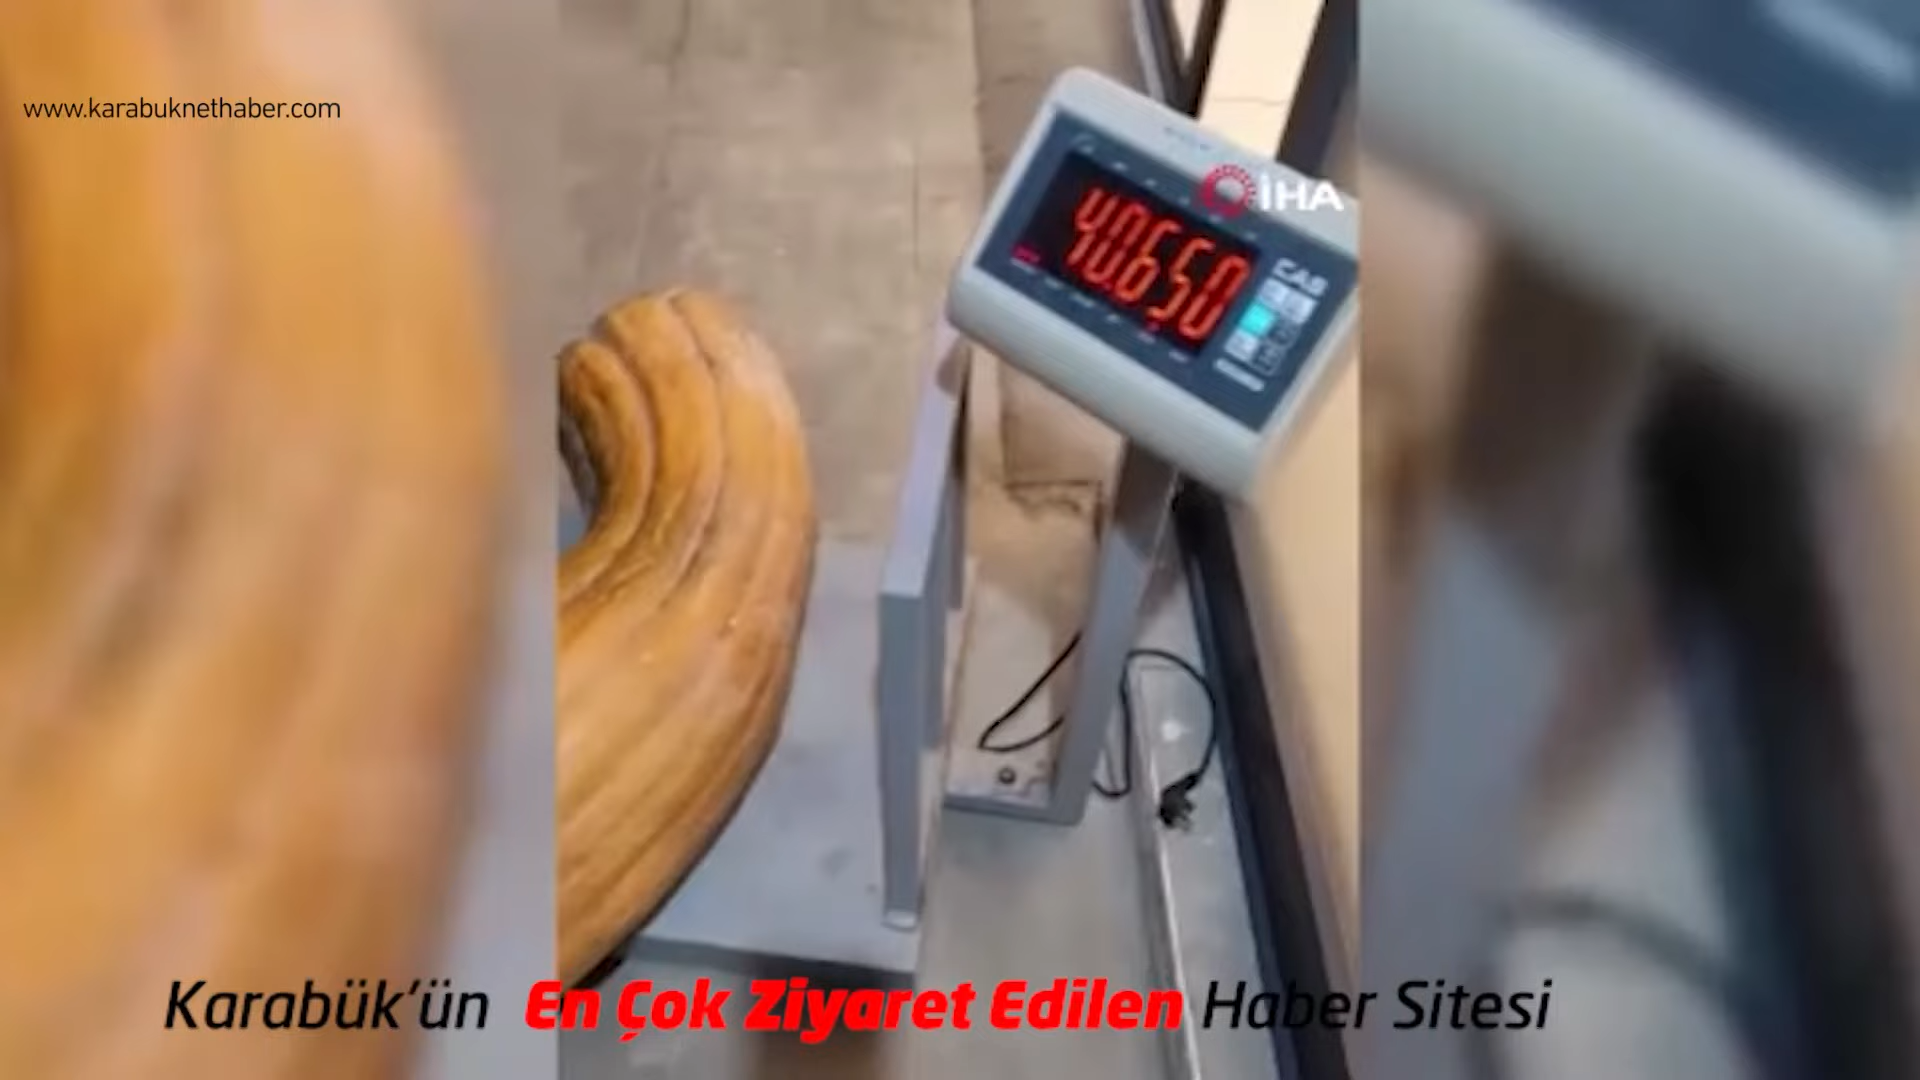 www.karabuknethaber.com
İHA
40.650
CAS
Karabük'ün En Çok Ziyaret Edilen Haber Sitesi